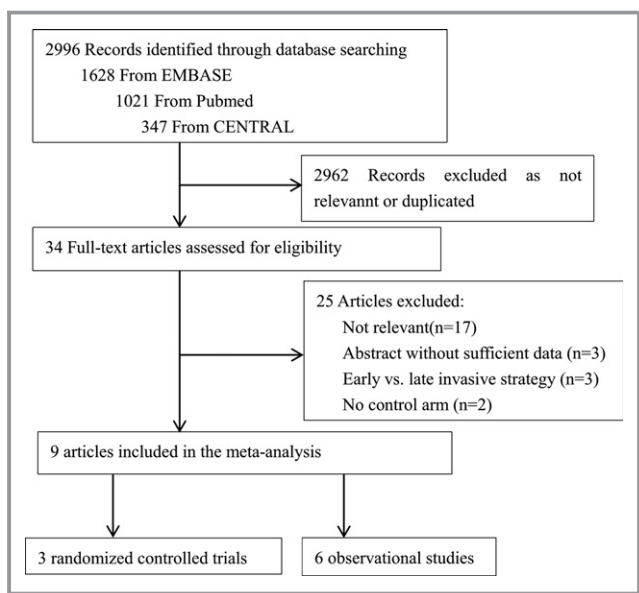 2996 Records identified through database searching
1628 From EMBASE
1021 From Pubmed
347 From CENTRAL
2962 Records excluded as not
relevannt or duplicated
34 Full-text articles assessed for eligibility
25 Articles excluded:
Not relevant(n=17)
Abstract without sufficient data (n=3)
Early vs. late invasive strategy (n=3)
No control arm (n=2)
9 articles included in the meta-analysis
3 randomized controlled trials
6 observational studies